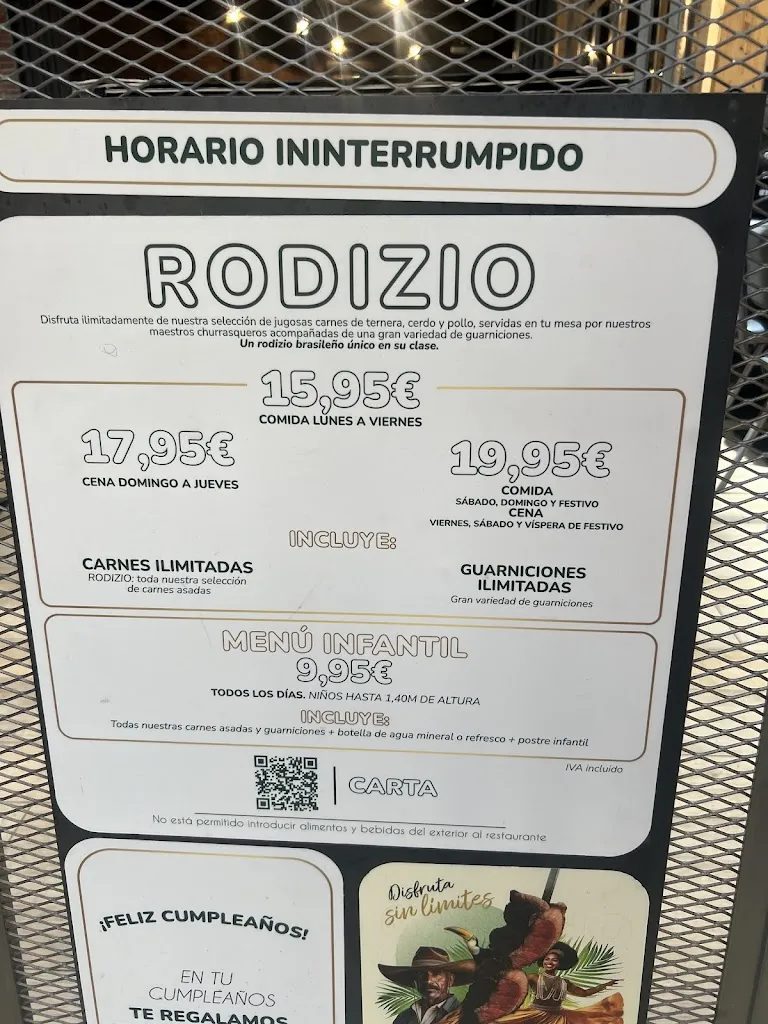 HORARIO ININTERRUMPIDO
RODIZIO
Disfruta ilimitadamente de nuestra selección de jugosas carnes de ternera, cerdo y pollo, servidas en tu mesa por nuestros
maestros churrasqueros acompañadas de una gran variedad de guarniciones.
Un rodizio brasileño único en su clase.
15,95€
COMIDA LUNES A VIERNES
17,95€
CENA DOMINGO A JUEVES
19,95€
COMIDA
SÁBADO, DOMINGO Y FESTIVO
CENA
VIERNES, SÁBADO Y VÍSPERA DE FESTIVO
INCLUYE:
CARNES ILIMITADAS
RODIZIO: toda nuestra selección
de carnes asadas
GUARNICIONES
ILIMITADAS
Gran variedad de guarniciones
MENÚ INFANTIL
9,95€
TODOS LOS DÍAS. NIÑOS HASTA 1,40M DE ALTURA
INCLUYE:
Todas nuestras carnes asadas y guarniciones + botella de agua mineral o refresco + postre infantil
IVA incluido
CARTA
No está permitido introducir alimentos y bebidas del exterior al restaurante
¡FELIZ CUMPLEAÑOS!
EN TU
CUMPLEAÑOS
TE REGALAMOS
Disfruta
sin límites